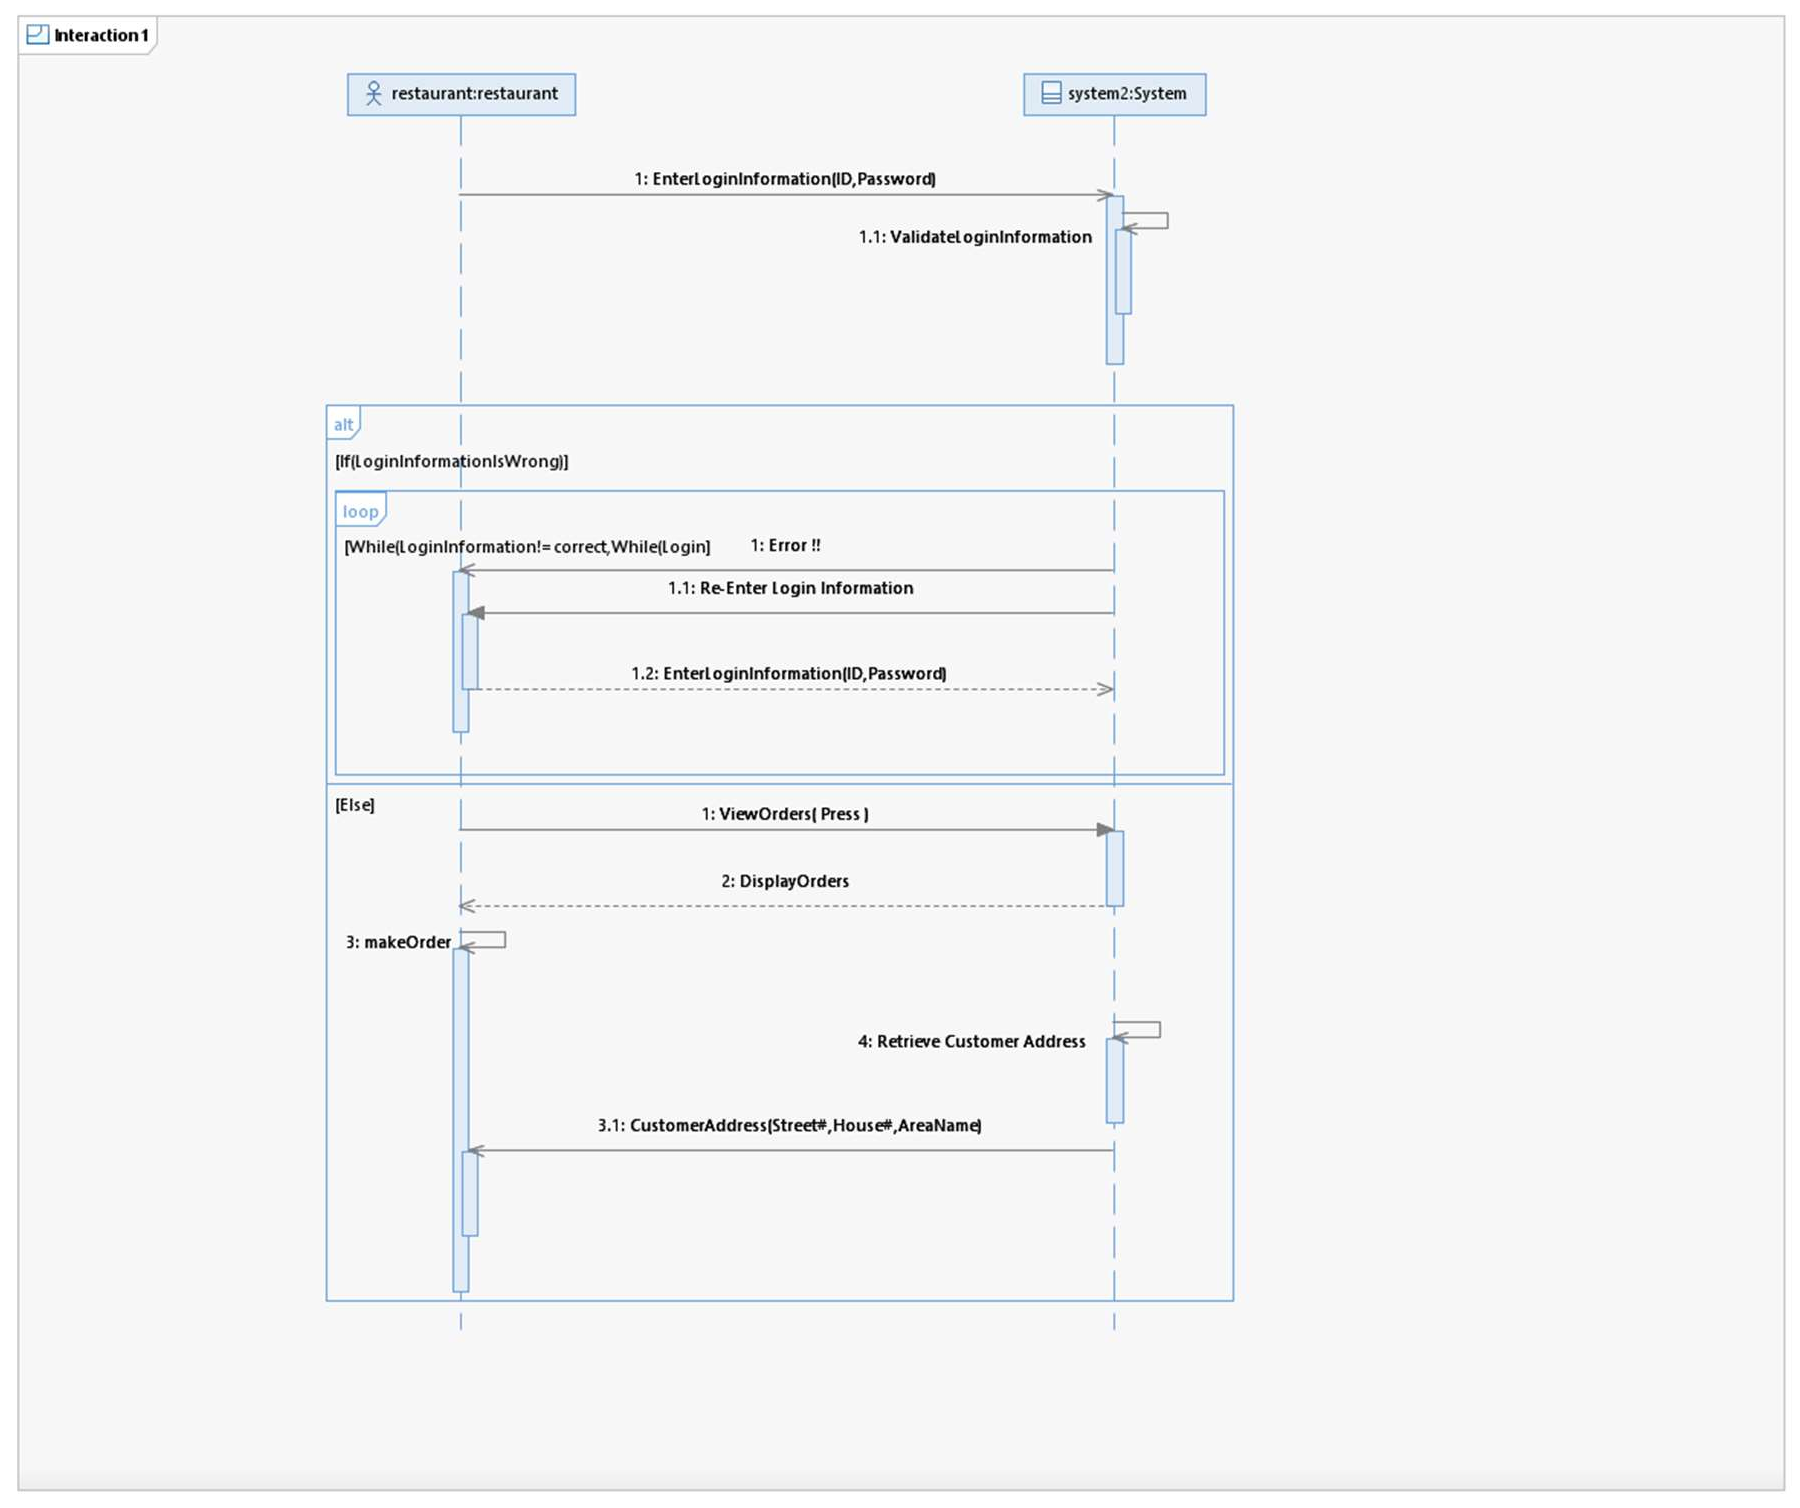 Interaction1
restaurant:restaurant
system2:System
1: EnterLoginInformation(ID,Password)
1.1: ValidateLoginInformation
alt
[If(LoginInformationIsWrong)]
loop
[While(LoginInformation!= correct,While(Login]
1: Error !!
1.1: Re-Enter Login Information
1.2: EnterLoginInformation(ID,Password)
[Else]
1: ViewOrders( Press )
2: DisplayOrders
3: makeOrder
4: Retrieve Customer Address
3.1: CustomerAddress(Street#,House#,AreaName)